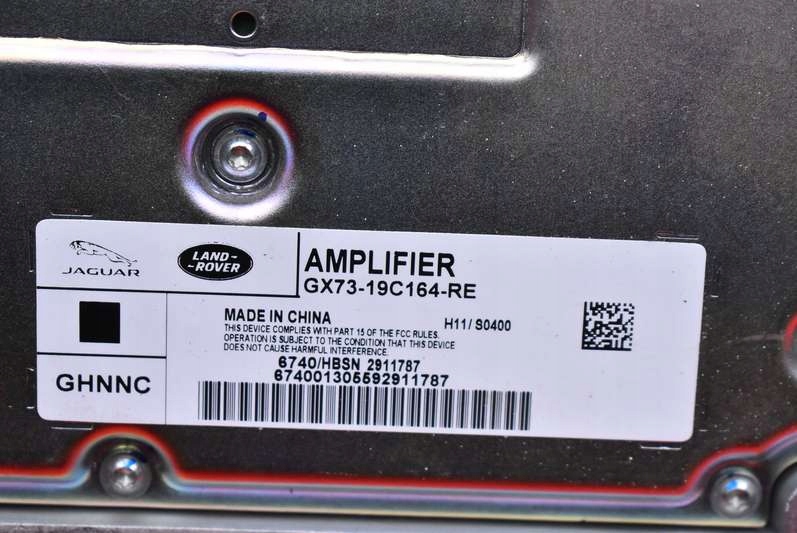 JAGUAR
LAND-
-ROVER
AMPLIFIER
GX73-19C164-RE
MADE IN CHINA
H11/ S0400
THIS DEVICE COMPLIES WITH PART 15 OF THE FCC RULES.
OPERATION IS SUBJECT TO THE CONDITION THAT THIS DEVICE
DOES NOT CAUSE HARMFUL INTERFERENCE.
GHNNC
6740/HBSN 2911787
674001305592911787